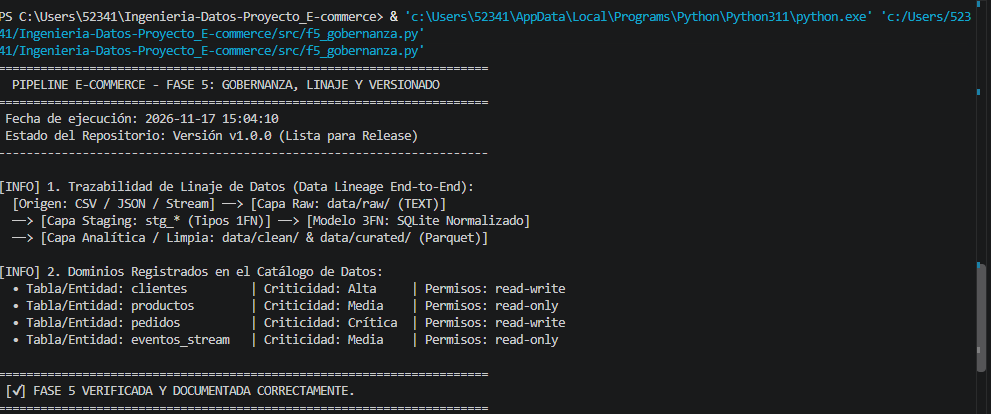 PS C:\Users\52341\Ingenieria-Datos-Proyecto_E-commerce> & 'c:\Users\52341\AppData\Local\Programs\Python\Python311\python.exe' 'c:/Users/523
41/Ingenieria-Datos-Proyecto_E-commerce/src/f5_gobernanza.py'
41/Ingenieria-Datos-Proyecto_E-commerce/src/f5_gobernanza.py'
======================================================================
PIPELINE E-COMMERCE - FASE 5: GOBERNANZA, LINAJE Y VERSIONADO
======================================================================
Fecha de ejecución: 2026-11-17 15:04:10
Estado del Repositorio: Versión v1.0.0 (Lista para Release)
----------------------------------------------------------------------
[INFO] 1. Trazabilidad de Linaje de Datos (Data Lineage End-to-End):
[Origen: CSV / JSON / Stream] ──> [Capa Raw: data/raw/ (TEXT)]
──> [Capa Staging: stg_* (Tipos 1FN)] ──> [Modelo 3FN: SQLite Normalizado]
──> [Capa Analítica / Limpia: data/clean/ & data/curated/ (Parquet)]
[INFO] 2. Dominios Registrados en el Catálogo de Datos:
• Tabla/Entidad: clientes | Criticidad: Alta | Permisos: read-write
• Tabla/Entidad: productos | Criticidad: Media | Permisos: read-only
• Tabla/Entidad: pedidos | Criticidad: Crítica | Permisos: read-write
• Tabla/Entidad: eventos_stream | Criticidad: Media | Permisos: read-only
======================================================================
[✔] FASE 5 VERIFICADA Y DOCUMENTADA CORRECTAMENTE.
======================================================================